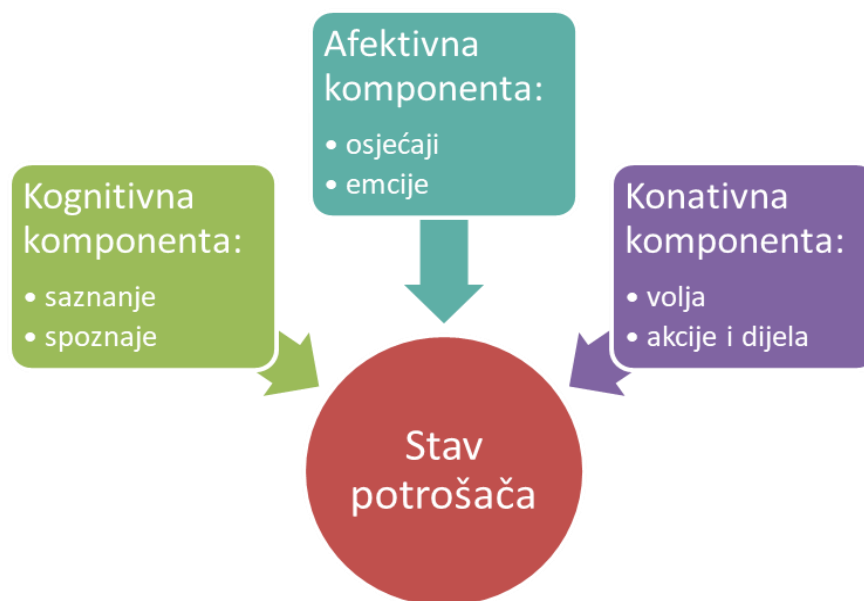 Afektivna
komponenta:
• osjećaji
• emcije
Kognitivna
komponenta:
• saznanje
• spoznaje
Konativna
komponenta:
• volja
• akcije i dijela
Stav
potrošača